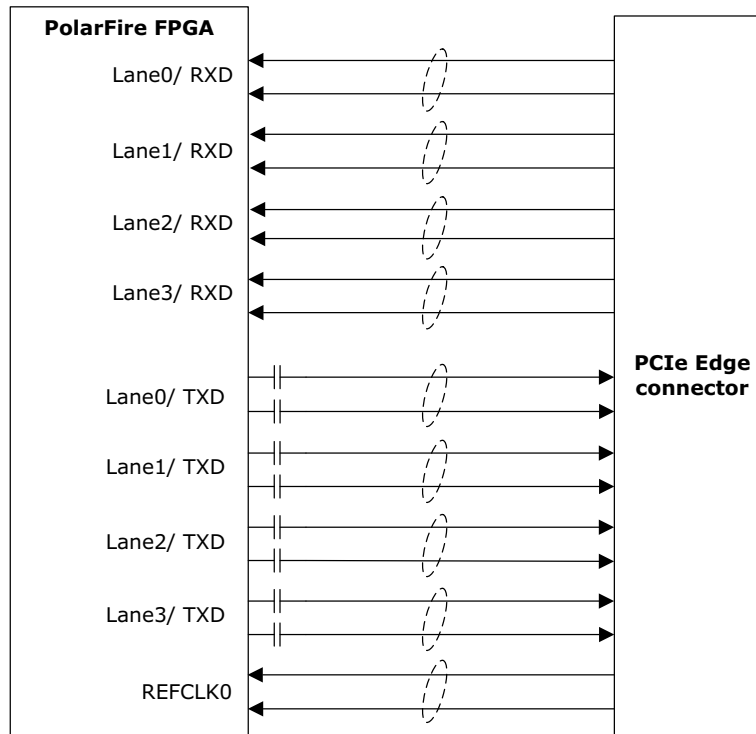 PolarFire FPGA
Lane0/ RXD
Lane1/ RXD
Lane2/ RXD
Lane3/ RXD
Lane0/ TXD
Lane1/ TXD
Lane2/ TXD
Lane3/ TXD
REFCLK0
PCIe Edge
connector